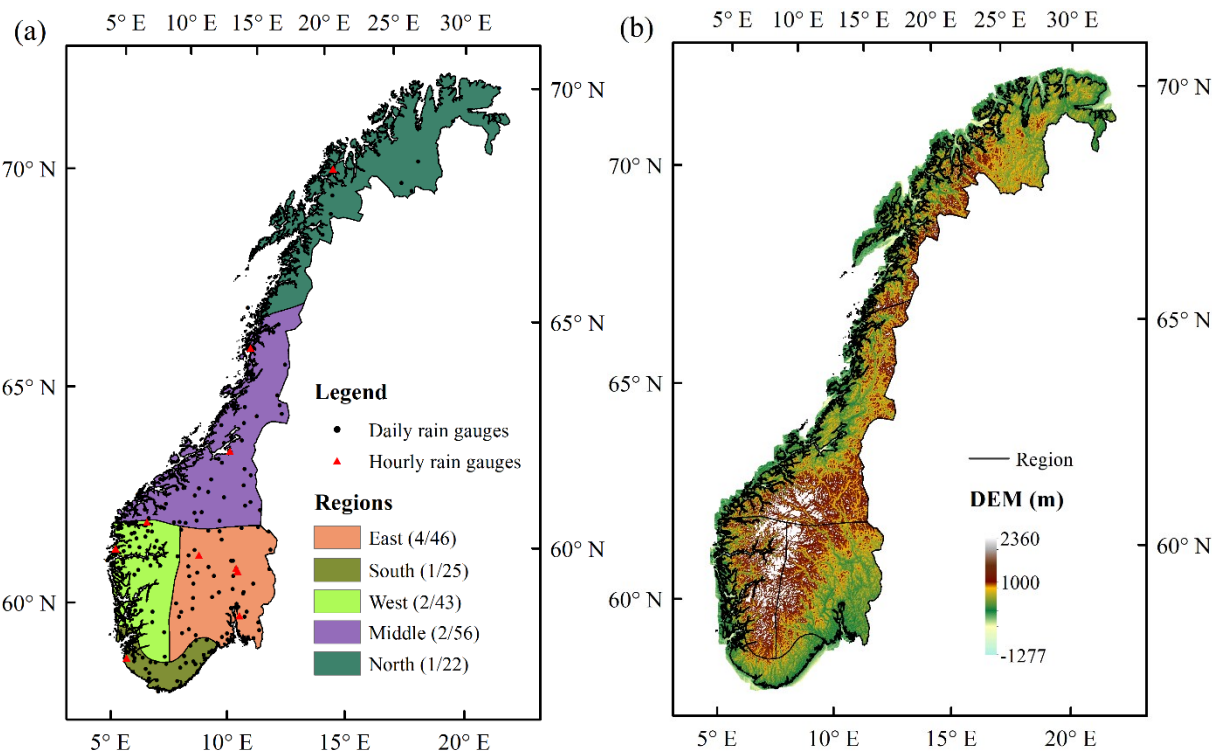 (a)
5° E 10° E 15° E 20° E
70° N
65° N
60° N
70° N
65° N
60° N
Legend
Daily rain gauges
Hourly rain gauges
Regions
East (4/46)
South (1/25)
West (2/43)
Middle (2/56)
North (1/22)
5° E 10° E 15° E 20° E
(b)
5° E 10° E 15° E 20° E 25° E 30° E
70° N
65° N
60° N
70° N
65° N
60° N
Region
DEM (m)
2360
1000
-1277
5° E 10° E 15° E 20° E